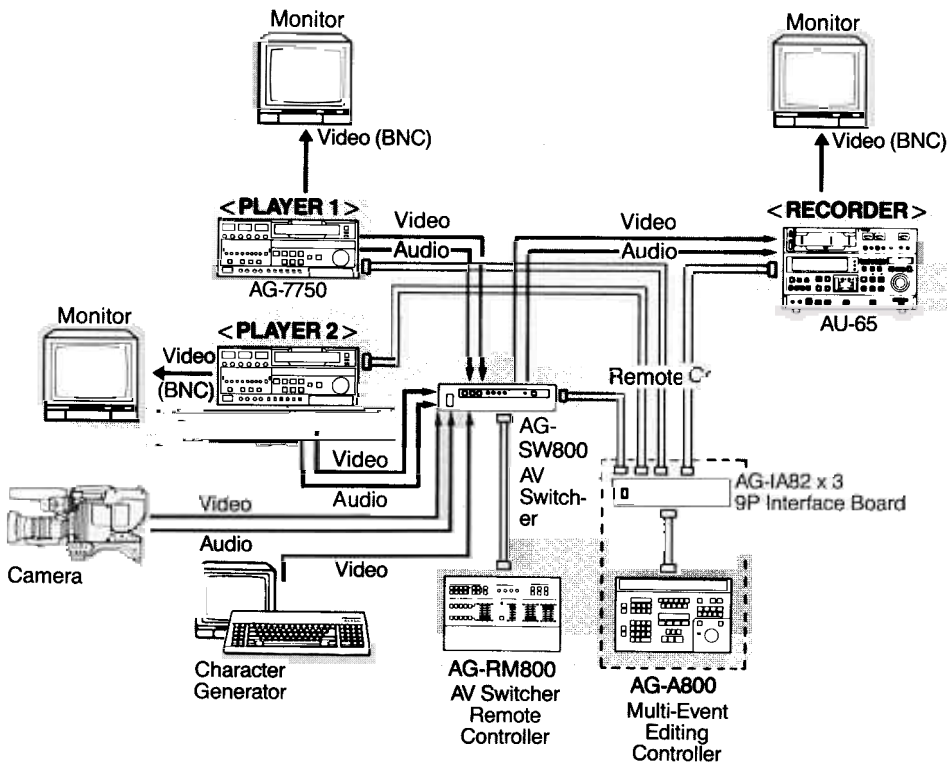 Monitor
Monitor
Video (BNC)
Video (BNC)
<PLAYER 1>
Video
Audio
Video
Audio
<RECORDER>
AG-7750
AU-65
Monitor
<PLAYER 2>
Video
(BNC)
Remote
AG-
SW800
AV
Switch-
er
Video
Audio
AG-IA82 x 3
9P Interface Board
Video
Audio
Camera
Video
Character
Generator
AG-RM800
AV Switcher
Remote
Controller
AG-A800
Multi-Event
Editing
Controller